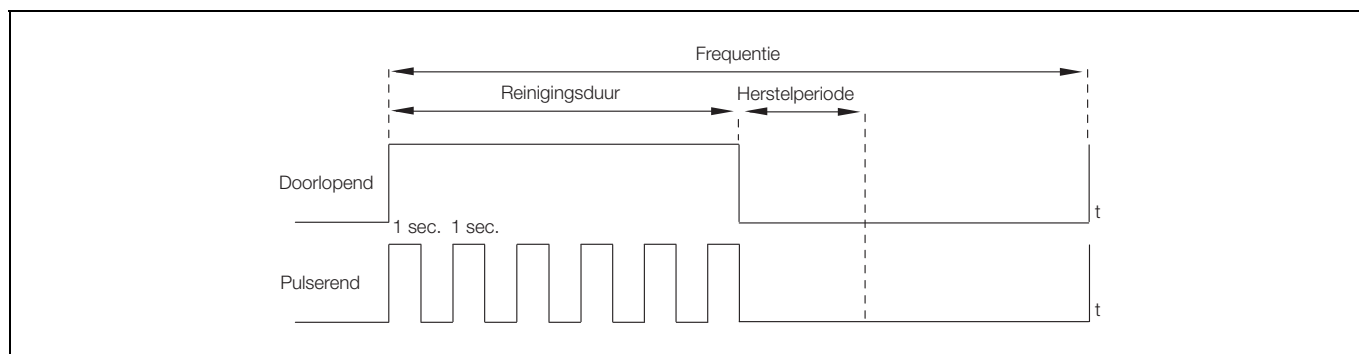 Frequentie
Reinigingsduur Herstelperiode
Doorlopend
t
1 sec. 1 sec.
Pulserend
t